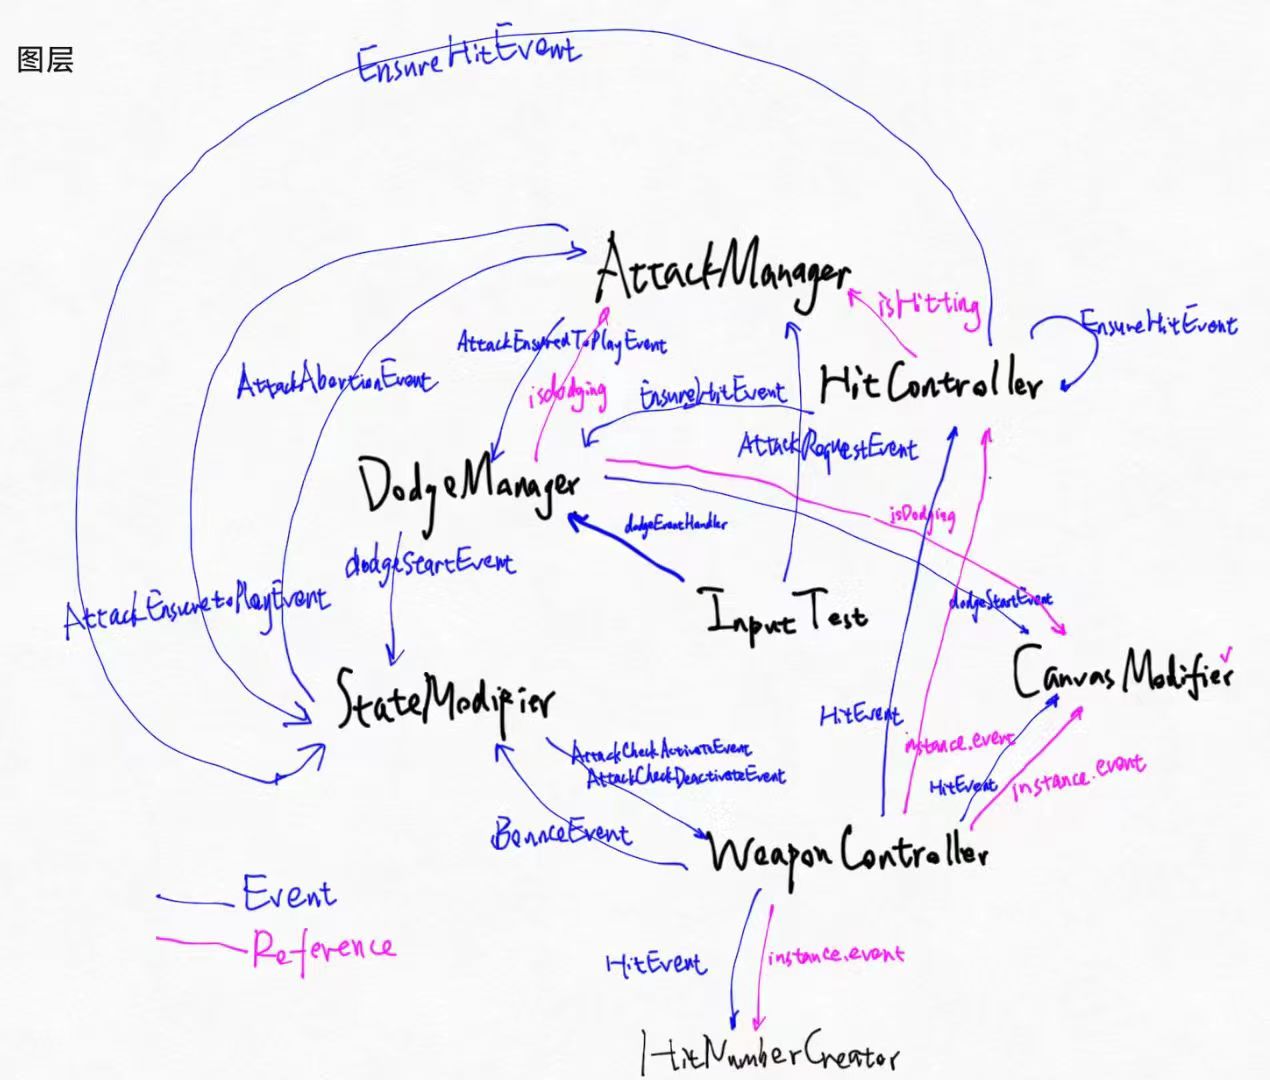 图层
EnsureHitEvent
AttackManager
isHitting
EnsureHitEvent
AttackEnsuredToPlayEvent
AttackAbortionEvent
isdodging
EnsureHitEvent
HitController
AttackRequestEvent
DodgeManager
isDodging
dodgeEventHandler
dodgeStartEvent
AttackEnsuretoPlayEvent
InputTest
dodgeStartEvent
CanvasModifier
StateModifier
HitEvent
instance.event
AttackCheckActivateEvent
AttackCheckDeactivateEvent
HitEvent
instance.event
BounceEvent
WeaponController
Event
Reference
HitEvent
instance.event
HitNumberCreator